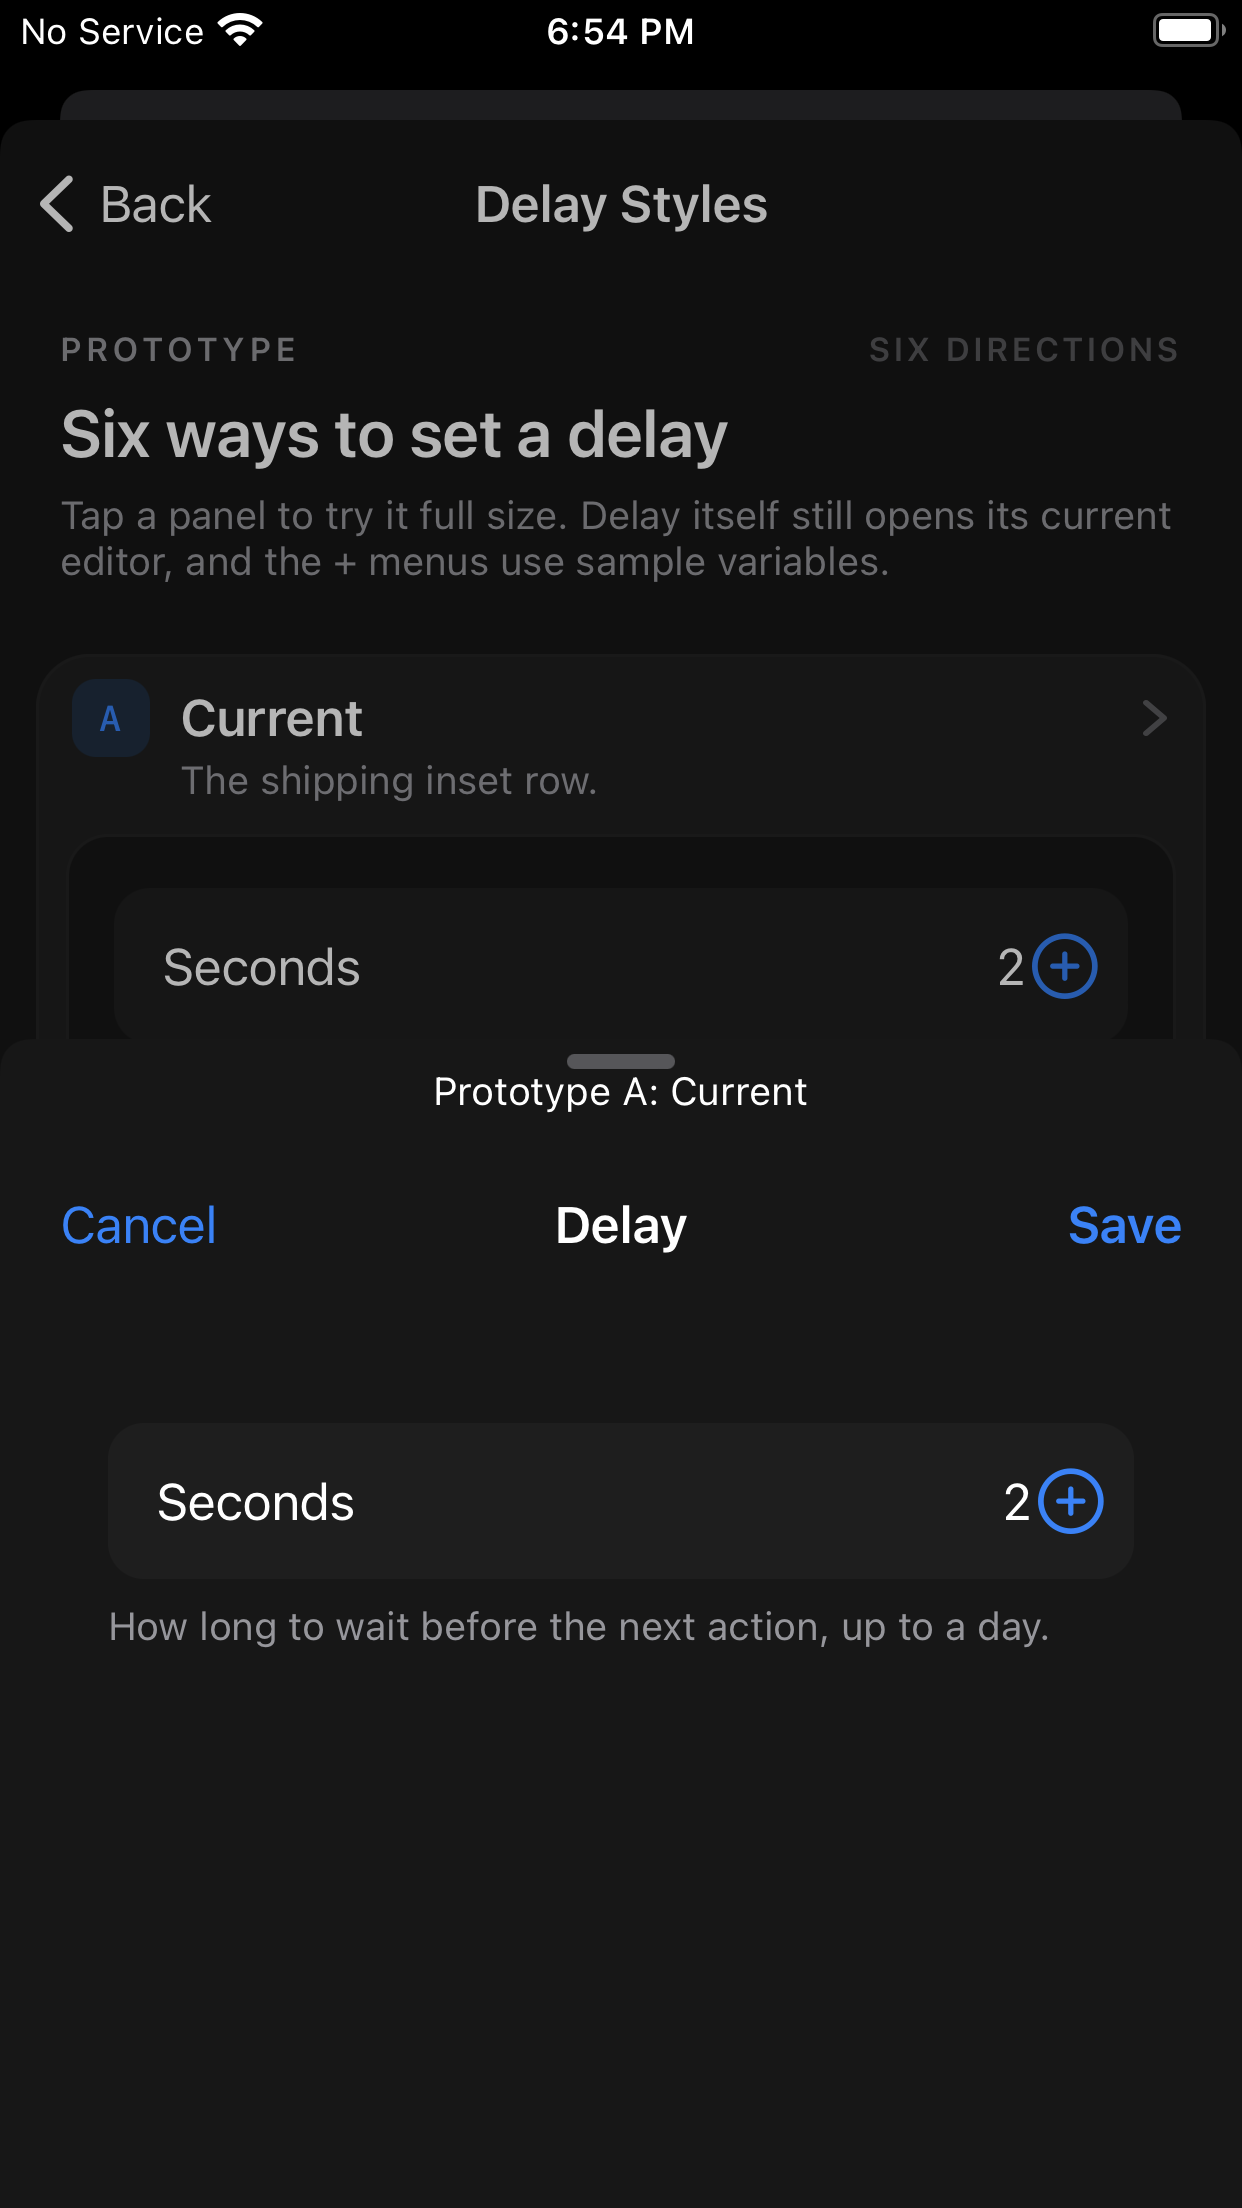 No Service
6:54 PM
Back
Delay Styles
PROTOTYPE
SIX DIRECTIONS
Six ways to set a delay
Tap a panel to try it full size. Delay itself still opens its current
editor, and the + menus use sample variables.
A
Current
The shipping inset row.
Seconds
2
Prototype A: Current
Cancel
Delay
Save
Seconds
2
How long to wait before the next action, up to a day.